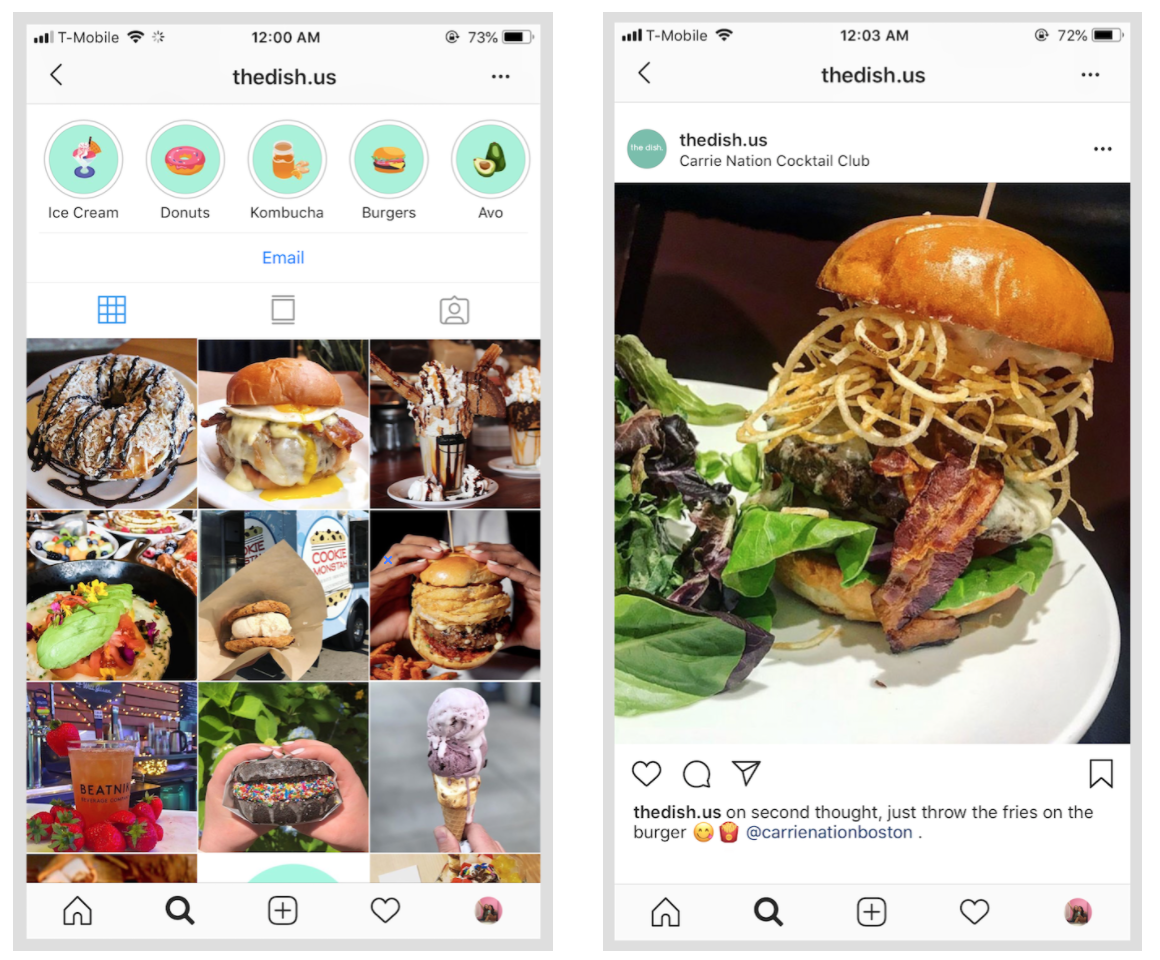 T-Mobile 12:00 AM 73%
thedish.us
Ice Cream Donuts Kombucha Burgers Avo
Email
COOKIE
MONSTAH
BEATNIK
T-Mobile 12:03 AM 72%
thedish.us
the dish.
thedish.us
Carrie Nation Cocktail Club
thedish.us on second thought, just throw the fries on the
burger 😋🍟 @carrienationboston .